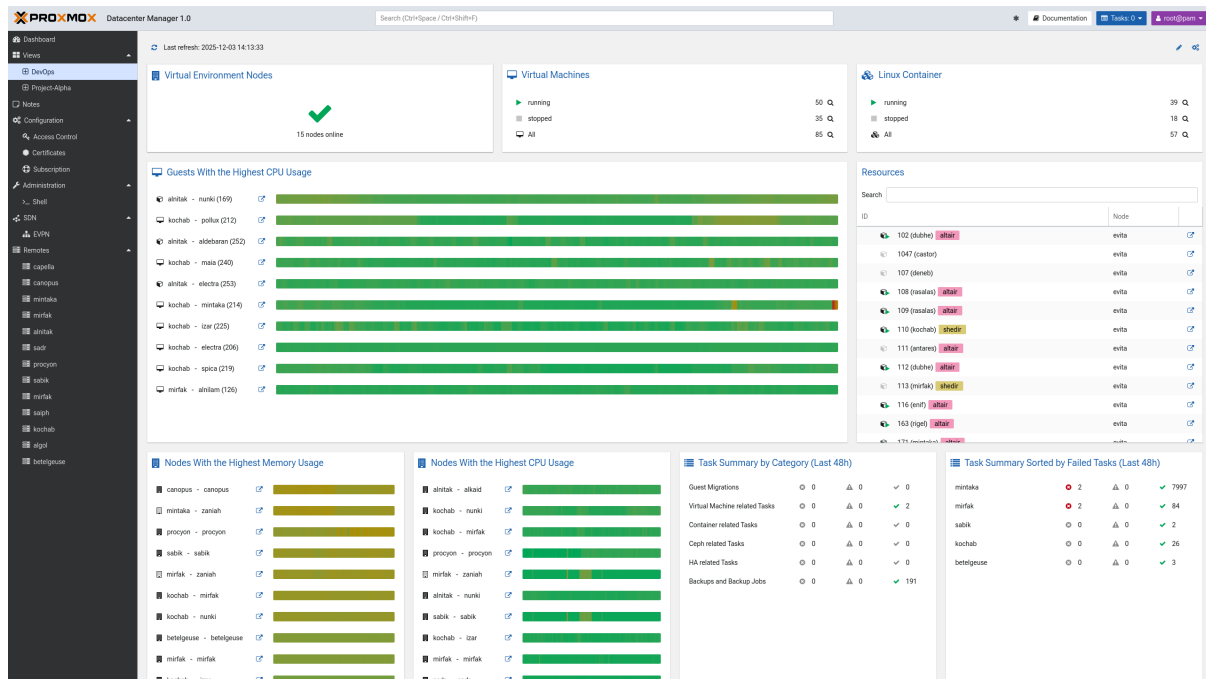 PROXMOX Datacenter Manager 1.0
Search (Ctrl+Space / Ctrl+Shift+F)
Documentation
Tasks: 0
root@pam
Dashboard
Views
DevOps
Project-Alpha
Notes
Configuration
Access Control
Certificates
Subscription
Administration
Shell
SDN
EVPN
Remotes
capella
canopus
mintaka
mirfak
alnitak
sadr
procyon
sabik
mirfak
saiph
kochab
algol
betelgeuse
Last refresh: 2025-12-03 14:13:33
Virtual Environment Nodes
15 nodes online
Virtual Machines
running 50
stopped 35
All 85
Linux Container
running 39
stopped 18
All 57
Guests With the Highest CPU Usage
alnitak - nunki (169)
kochab - pollux (212)
alnitak - aldebaran (252)
kochab - maia (240)
alnitak - electra (253)
kochab - mintaka (214)
kochab - izar (225)
kochab - electra (206)
kochab - spica (219)
mirfak - alnilam (126)
Resources
Search
ID Node
102 (dubhe) altair evita
1047 (castor) evita
107 (deneb) evita
108 (rasalas) altair evita
109 (rasalas) altair evita
110 (kochab) shedir evita
111 (antares) altair evita
112 (dubhe) altair evita
113 (mirfak) shedir evita
116 (enif) altair evita
163 (rigel) altair evita
171 (mintaka) altair evita
Nodes With the Highest Memory Usage
canopus - canopus
mintaka - zaniah
procyon - procyon
sabik - sabik
mirfak - zaniah
kochab - mirfak
kochab - nunki
betelgeuse - betelgeuse
mirfak - mirfak
Nodes With the Highest CPU Usage
alnitak - alkaid
kochab - nunki
kochab - mirfak
procyon - procyon
mirfak - zaniah
alnitak - nunki
sabik - sabik
kochab - izar
mirfak - mirfak
Task Summary by Category (Last 48h)
Guest Migrations 0 0 0
Virtual Machine related Tasks 0 0 2
Container related Tasks 0 0 0
Ceph related Tasks 0 0 0
HA related Tasks 0 0 0
Backups and Backup Jobs 0 0 191
Task Summary Sorted by Failed Tasks (Last 48h)
mintaka 2 0 7997
mirfak 2 0 84
sabik 0 0 2
kochab 0 0 26
betelgeuse 0 0 3